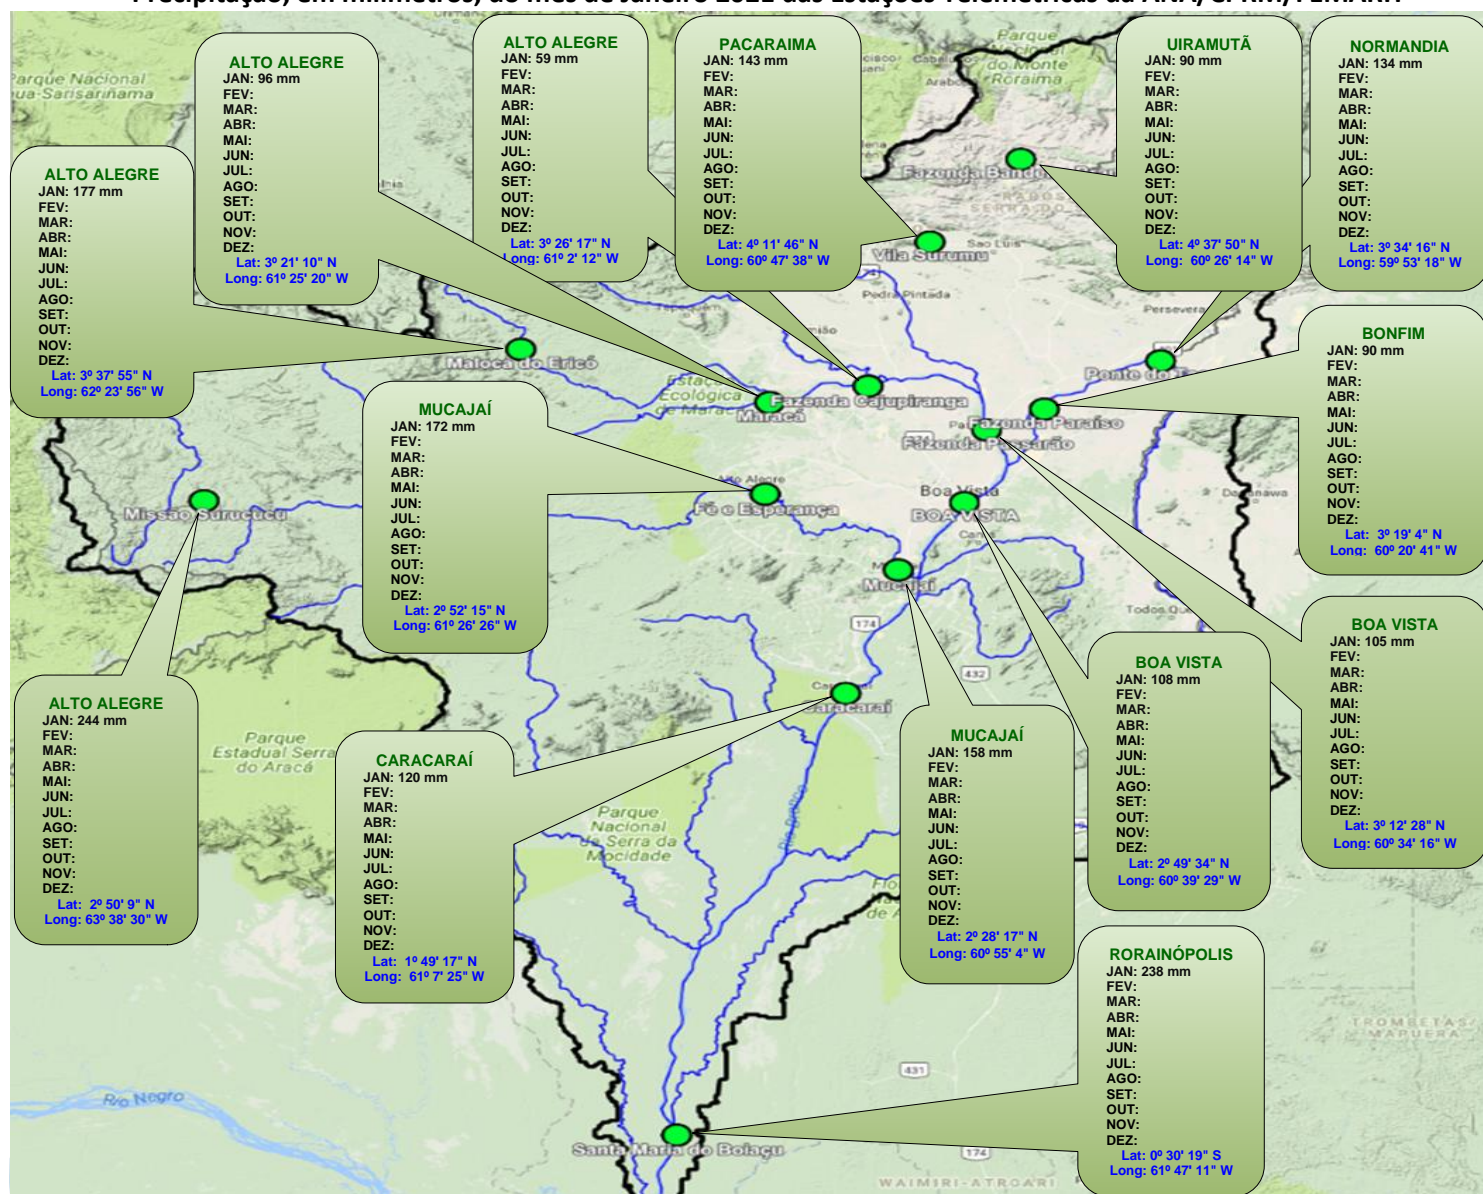 ALTO ALEGRE
JAN: 96 mm
FEV:
MAR:
ABR:
MAI:
JUN:
JUL:
AGO:
SET:
OUT:
NOV:
DEZ:
Lat: 3º 21' 10" N
Long: 61º 25' 20" W
ALTO ALEGRE
JAN: 59 mm
FEV:
MAR:
ABR:
MAI:
JUN:
JUL:
AGO:
SET:
OUT:
NOV:
DEZ:
Lat: 3º 26' 17" N
Long: 61º 2' 12" W
PACARAIMA
JAN: 143 mm
FEV:
MAR:
ABR:
MAI:
JUN:
JUL:
AGO:
SET:
OUT:
NOV:
DEZ:
Lat: 4º 11' 46" N
Long: 60º 47' 38" W
UIRAMUTÃ
JAN: 90 mm
FEV:
MAR:
ABR:
MAI:
JUN:
JUL:
AGO:
SET:
OUT:
NOV:
DEZ:
Lat: 4º 37' 50" N
Long: 60º 26' 14" W
NORMANDIA
JAN: 134 mm
FEV:
MAR:
ABR:
MAI:
JUN:
JUL:
AGO:
SET:
OUT:
NOV:
DEZ:
Lat: 3º 34' 16" N
Long: 59º 53' 18" W
ALTO ALEGRE
JAN: 177 mm
FEV:
MAR:
ABR:
MAI:
JUN:
JUL:
AGO:
SET:
OUT:
NOV:
DEZ:
Lat: 3º 37' 55" N
Long: 62º 23' 56" W
BONFIM
JAN: 90 mm
FEV:
MAR:
ABR:
MAI:
JUN:
JUL:
AGO:
SET:
OUT:
NOV:
DEZ:
Lat: 3º 19' 4" N
Long: 60º 20' 41" W
MUCAJAÍ
JAN: 172 mm
FEV:
MAR:
ABR:
MAI:
JUN:
JUL:
AGO:
SET:
OUT:
NOV:
DEZ:
Lat: 2º 52' 15" N
Long: 61º 26' 26" W
BOA VISTA
JAN: 105 mm
FEV:
MAR:
ABR:
MAI:
JUN:
JUL:
AGO:
SET:
OUT:
NOV:
DEZ:
Lat: 3º 12' 28" N
Long: 60º 34' 16" W
BOA VISTA
JAN: 108 mm
FEV:
MAR:
ABR:
MAI:
JUN:
JUL:
AGO:
SET:
OUT:
NOV:
DEZ:
Lat: 2º 49' 34" N
Long: 60º 39' 29" W
ALTO ALEGRE
JAN: 244 mm
FEV:
MAR:
ABR:
MAI:
JUN:
JUL:
AGO:
SET:
OUT:
NOV:
DEZ:
Lat: 2º 50' 9" N
Long: 63º 38' 30" W
CARACARAÍ
JAN: 120 mm
FEV:
MAR:
ABR:
MAI:
JUN:
JUL:
AGO:
SET:
OUT:
NOV:
DEZ:
Lat: 1º 49' 17" N
Long: 61º 7' 25" W
MUCAJAÍ
JAN: 158 mm
FEV:
MAR:
ABR:
MAI:
JUN:
JUL:
AGO:
SET:
OUT:
NOV:
DEZ:
Lat: 2º 28' 17" N
Long: 60º 55' 4" W
RORAINÓPOLIS
JAN: 238 mm
FEV:
MAR:
ABR:
MAI:
JUN:
JUL:
AGO:
SET:
OUT:
NOV:
DEZ:
Lat: 0º 30' 19" S
Long: 61º 47' 11" W
Parque Nacional
do Monte
Roraima
Vila Surumu
Sao Luis
Pedra Pintada
Maloca do Ericó
Ecológica
Maracá
Fazenda Cajupiranga
Fazenda Paraíso
Fazenda Passarão
Missão Surucucu
Alto Alegre
Fé e Esperança
Boa Vista
BOA VISTA
Mucajaí
174
432
Caracaraí
Parque
Estadual Serra
do Aracá
Parque
Nacional
da Serra da
Mocidade
Rio Branco
Rio Negro
431
174
Santa Maria do Boiaçu
WAIMIRI-ATROARI